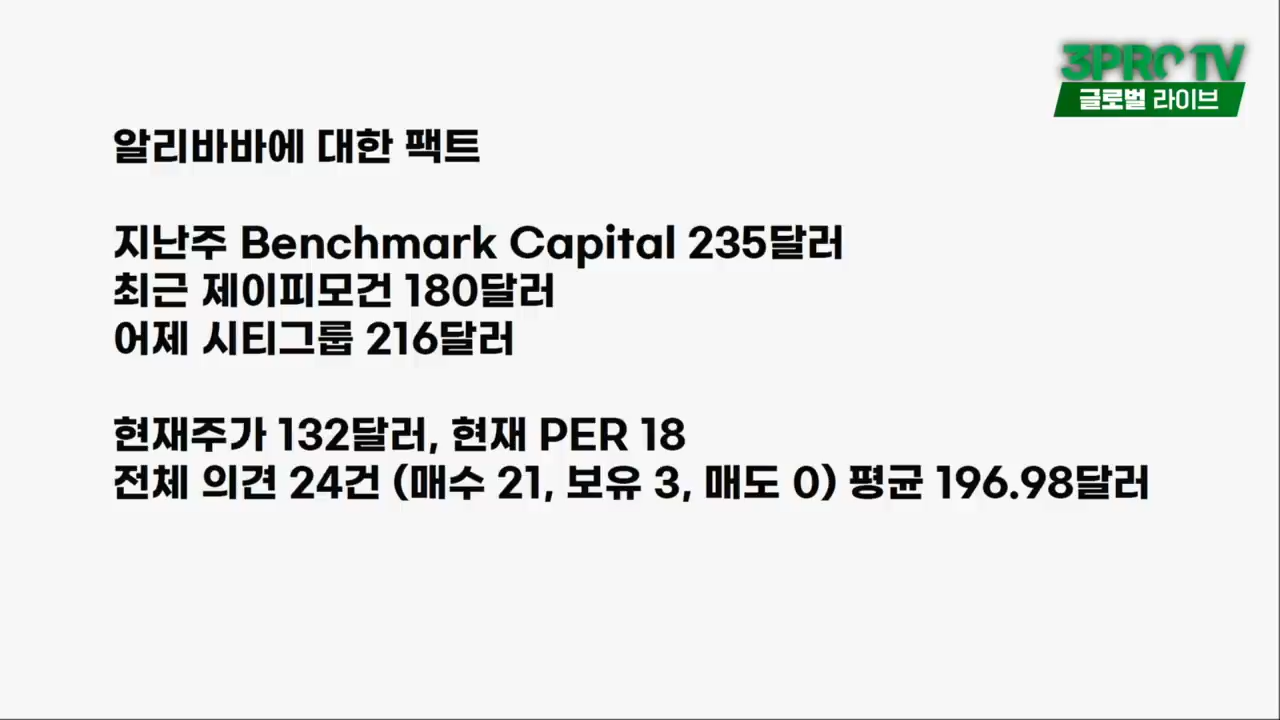 3PRO TV
글로벌 라이브
알리바바에 대한 팩트
지난주 Benchmark Capital 235달러
최근 제이피모건 180달러
어제 시티그룹 216달러
현재주가 132달러, 현재 PER 18
전체 의견 24건 (매수 21, 보유 3, 매도 0) 평균 196.98달러